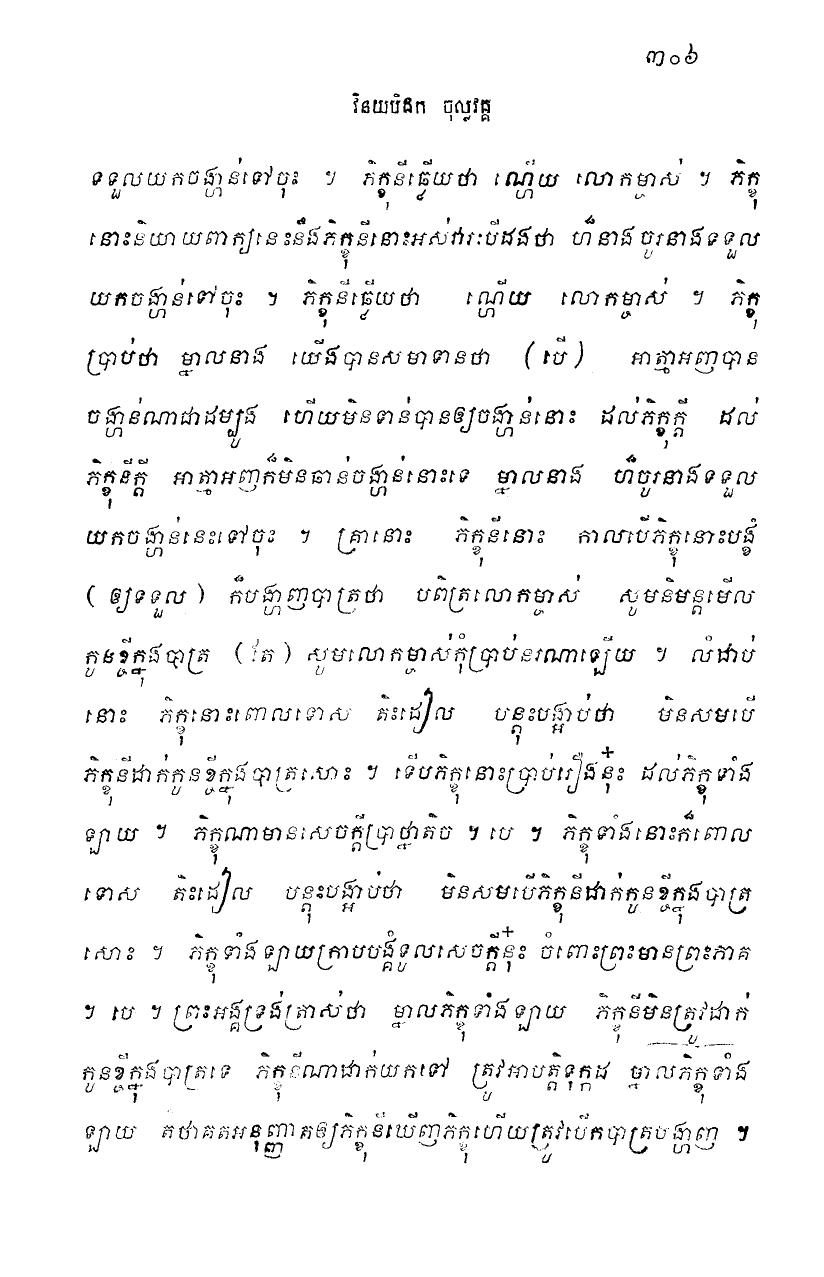 ៣០៦
វិនយបិដក ចុល្លវគ្គ
ទទួលយកចង្ហាន់ទៅចុះ ។ ភិក្ខុនីឆ្លើយថា ណ្ហើយ លោកម្ចាស់ ។ ភិក្ខុ
នោះនិយាយពាក្យនេះនឹងភិក្ខុនីនោះអស់វារៈបីដងថា ហ៏នាងចូរនាងទទួល
យកចង្ហាន់ទៅចុះ ។ ភិក្ខុនីឆ្លើយថា ណ្ហើយ លោកម្ចាស់ ។ ភិក្ខុ
ប្រាប់ថា ម្នាលនាង យើងបានសមាទានថា (បើ) អាត្មាអញបាន
ចង្ហាន់ណាជាដម្បូង ហើយមិនទាន់បានឲ្យចង្ហាន់នោះ ដល់ភិក្ខុក្តី ដល់
ភិក្ខុនីក្តី អាត្មាអញក៏មិនឆាន់ចង្ហាន់នោះទេ ម្នាលនាង ហ៏ចូរនាងទទួល
យកចង្ហាន់នេះទៅចុះ ។ គ្រានោះ ភិក្ខុនីនោះ កាលបើភិក្ខុនោះបង្ខំ
(ឲ្យទទួល) ក៏បង្ហាញបាត្រថា បពិត្រលោកម្ចាស់ សូមនិមន្តមើល
កូនខ្ចីក្នុងបាត្រ (តែ) សូមលោកម្ចាស់កុំប្រាប់នរណាឡើយ ។ លំដាប់
នោះ ភិក្ខុនោះពោលទោស តិះដៀល បន្តុះបង្អាប់ថា មិនសមបើ
ភិក្ខុនីដាក់កូនខ្ចីក្នុងបាត្រសោះ ។ ទើបភិក្ខុនោះប្រាប់រឿងនុ៎ះ ដល់ភិក្ខុទាំង
ឡាយ ។ ភិក្ខុណាមានសេចក្តីប្រាថ្នាតិច ។ បេ ។ ភិក្ខុទាំងនោះក៏ពោល
ទោស តិះដៀល បន្តុះបង្អាប់ថា មិនសមបើភិក្ខុនីដាក់កូនខ្ចីក្នុងបាត្រ
សោះ ។ ភិក្ខុទាំងឡាយក្រាបបង្គំទូលសេចក្តីនុ៎ះ ចំពោះព្រះមានព្រះភាគ
។ បេ ។ ព្រះអង្គទ្រង់ត្រាស់ថា ម្នាលភិក្ខុទាំងឡាយ ភិក្ខុនីមិនត្រូវដាក់
កូនខ្ចីក្នុងបាត្រទេ ភិក្ខុនីណាដាក់យកទៅ ត្រូវអាបត្តិទុក្កដ ម្នាលភិក្ខុទាំង
ឡាយ តថាគតអនុញ្ញាតឲ្យភិក្ខុនីឃើញភិក្ខុហើយត្រូវបើកបាត្របង្ហាញ ។